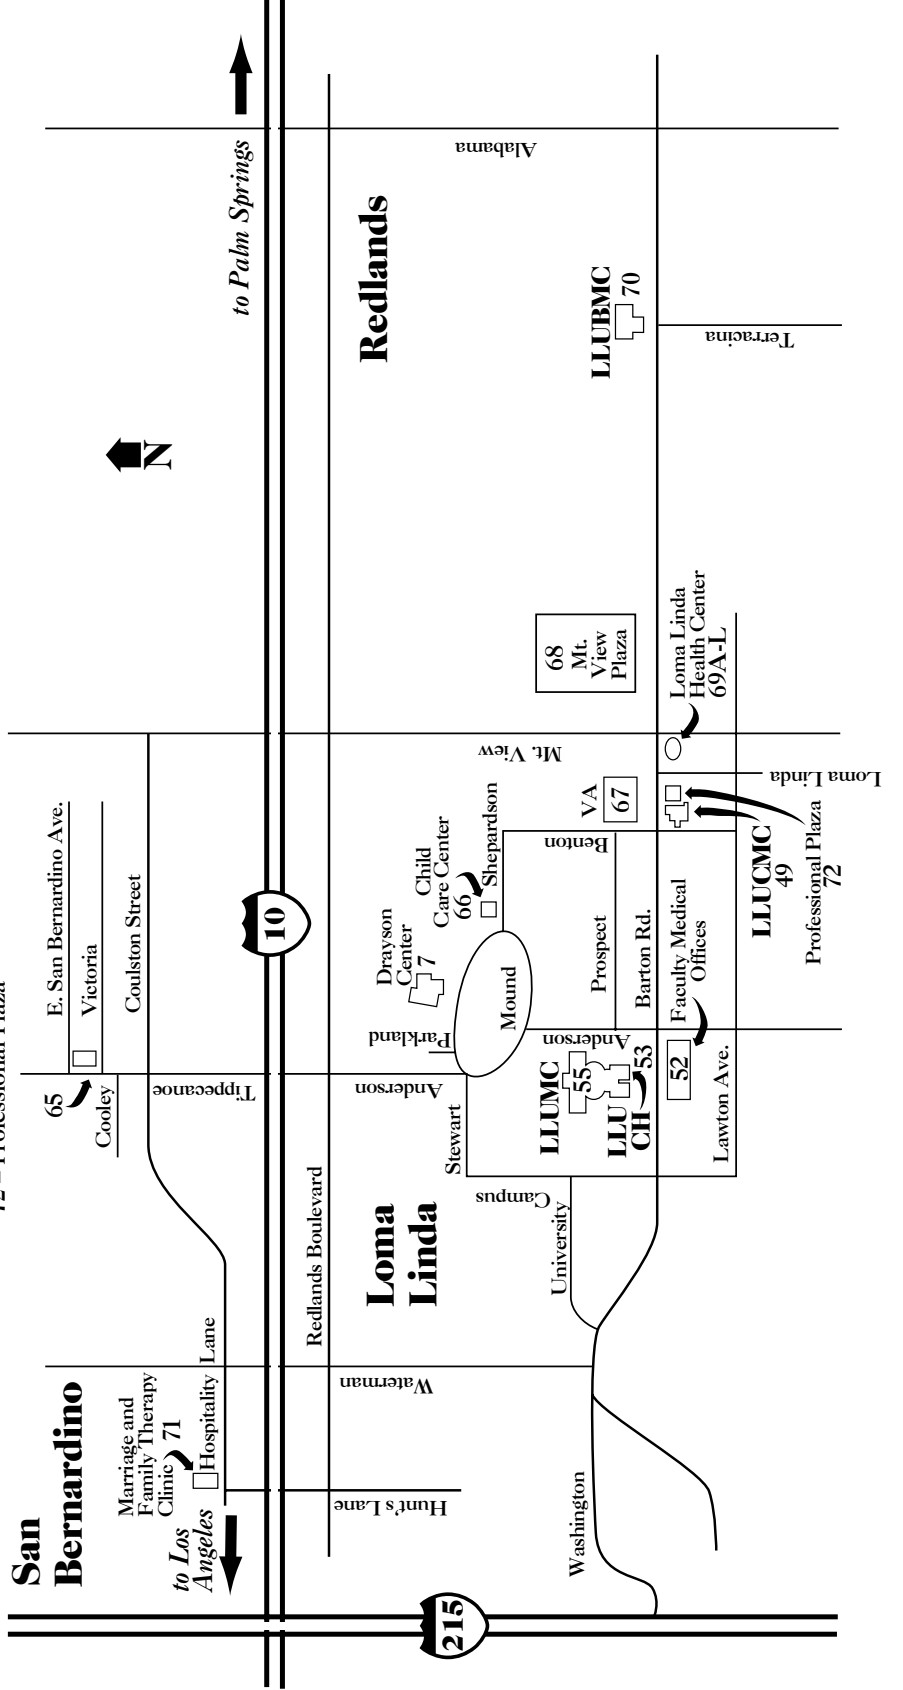 72 – Professional Plaza
San
Bernardino
to Los
Angeles
Marriage and
Family Therapy
Clinic
71
Hospitality Lane
Hunt's Lane
Waterman
215
Washington
65
Cooley
E. San Bernardino Ave.
Victoria
Coulston Street
Tippecanoe
10
Redlands Boulevard
Loma
Linda
Anderson
Parkland
Drayson
Center
7
Child
Care Center
66
Shepardson
Mound
Stewart
Campus
University
LLUMC
55
Anderson
LLU
CH
53
Prospect
Barton Rd.
Benton
VA
67
Mt. View
68
Mt.
View
Plaza
52
Faculty Medical
Offices
Lawton Ave.
LLUCMC
49
Professional Plaza
72
Loma Linda
Loma Linda
Health Center
69A-L
N
to Palm Springs
Redlands
Alabama
LLUBMC
70
Terracina